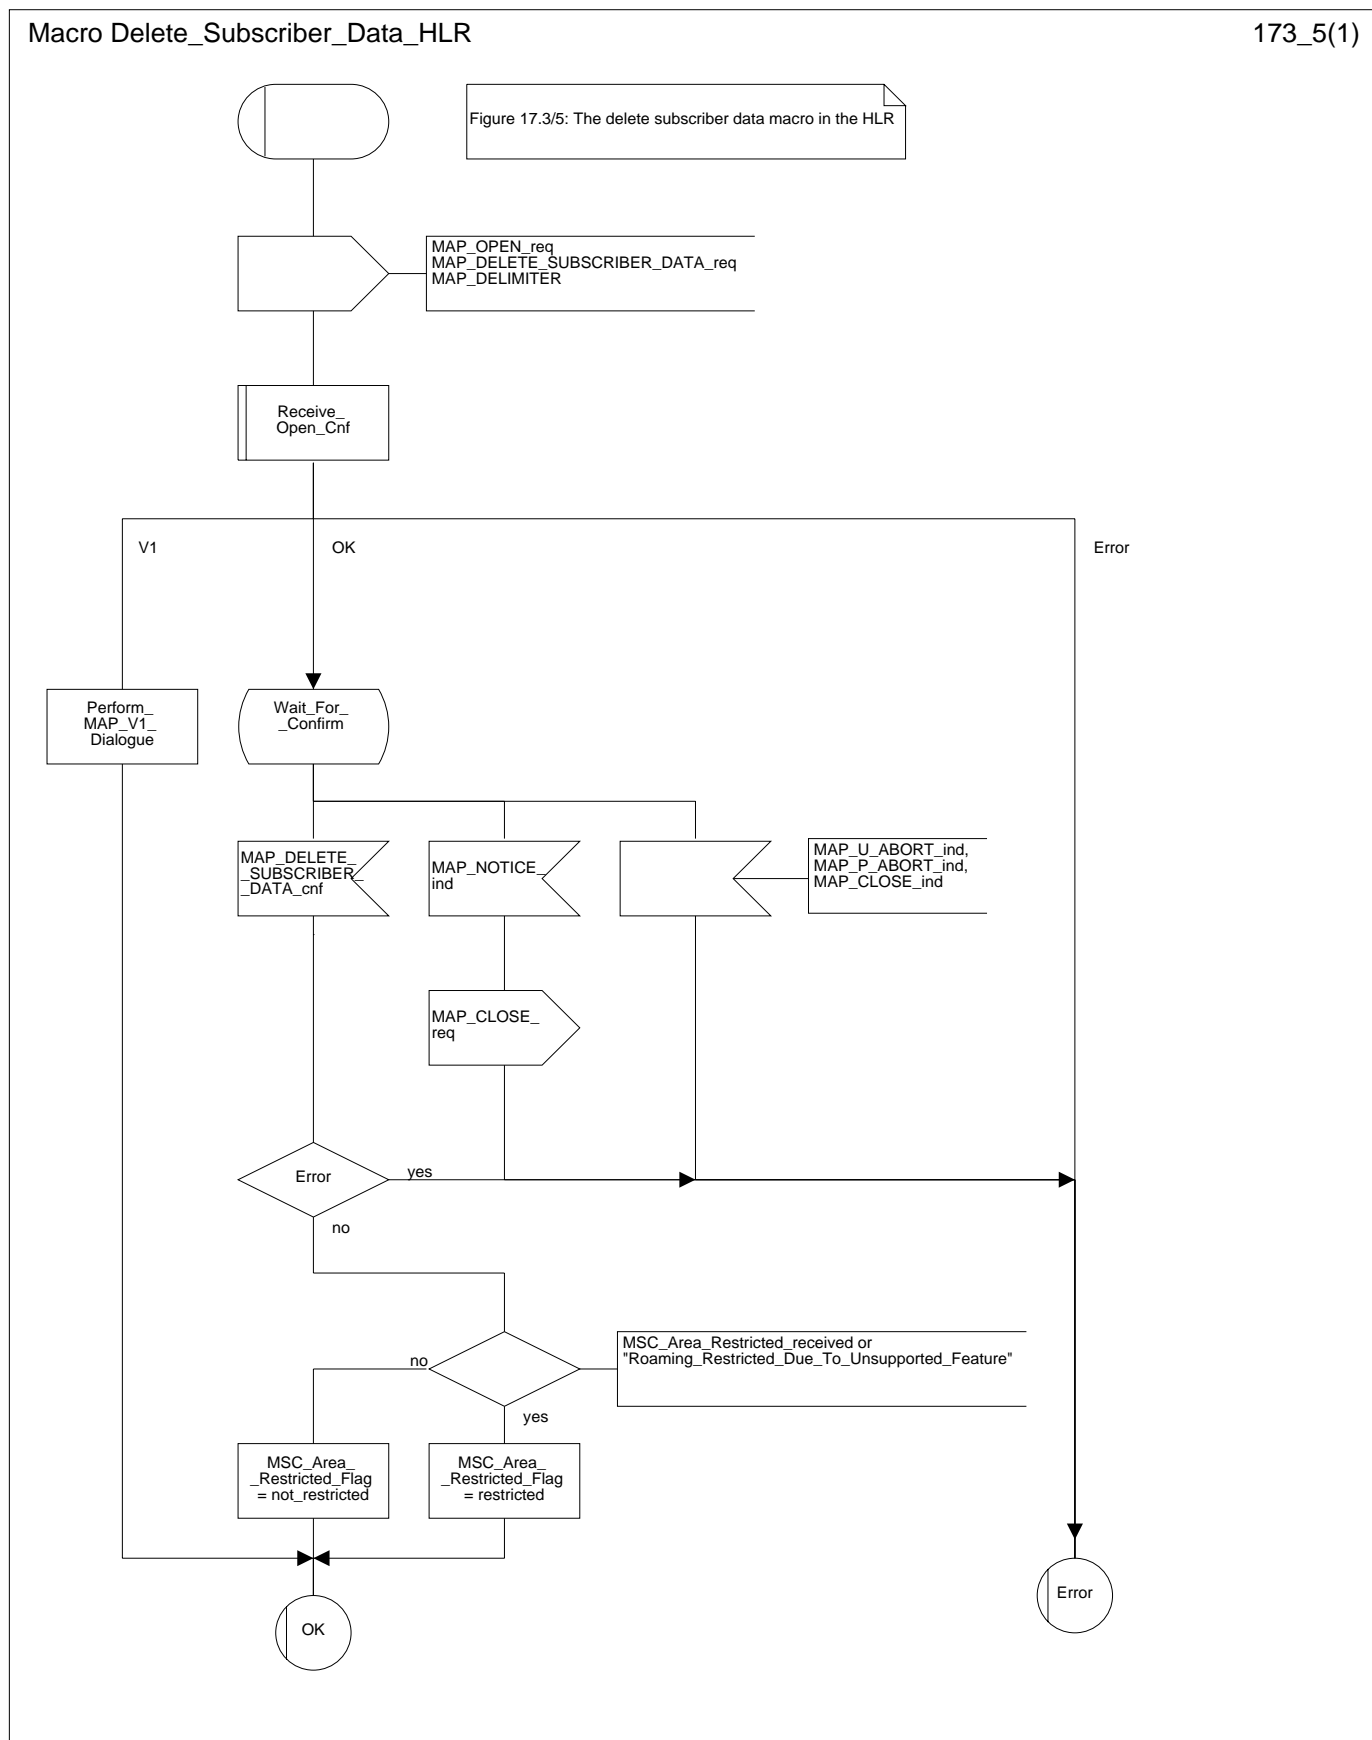 Macro Delete_Subscriber_Data_HLR
173_5(1)
Figure 17.3/5: The delete subscriber data macro in the HLR
MAP_OPEN_req
MAP_DELETE_SUBSCRIBER_DATA_req
MAP_DELIMITER
Receive_
Open_Cnf
V1
OK
Error
Perform_
MAP_V1_
Dialogue
Wait_For_
_Confirm
MAP_DELETE_
_SUBSCRIBER_
_DATA_cnf
MAP_NOTICE_
ind
MAP_U_ABORT_ind,
MAP_P_ABORT_ind,
MAP_CLOSE_ind
MAP_CLOSE_
req
Error
yes
no
MSC_Area_Restricted_received or
"Roaming_Restricted_Due_To_Unsupported_Feature"
no
yes
MSC_Area_
_Restricted_Flag
= not_restricted
MSC_Area_
_Restricted_Flag
= restricted
Error
OK